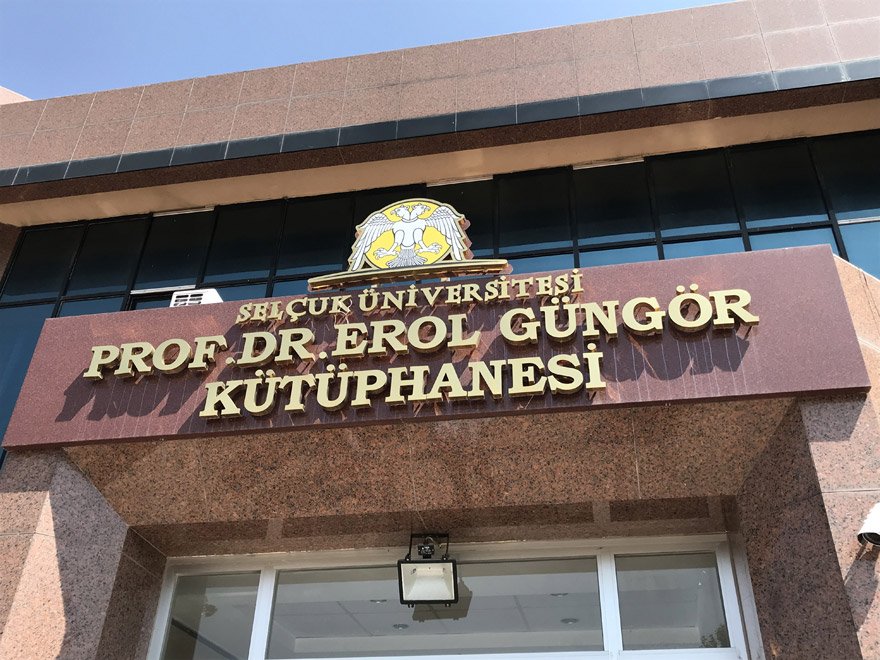 SELÇUK ÜNİVERSİTESİ
PROF.DR.EROL GÜNGÖR
KÜTÜPHANESİ